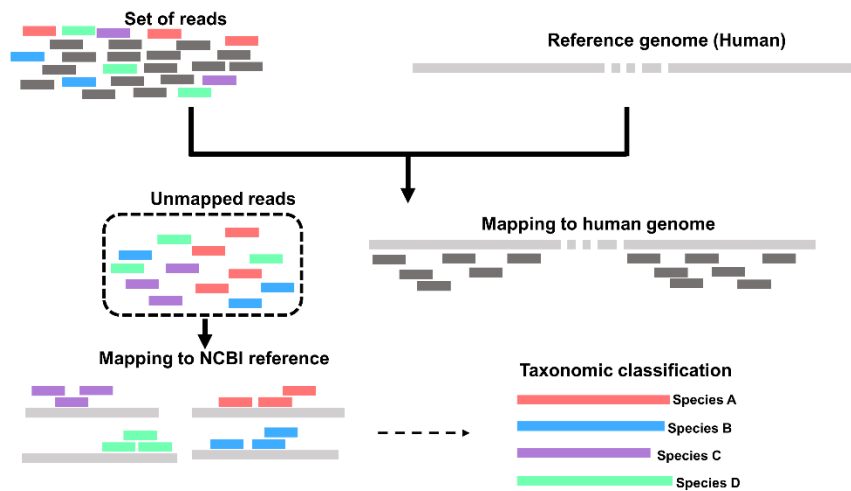 Set of reads
Reference genome (Human)
Unmapped reads
Mapping to human genome
Mapping to NCBI reference
Taxonomic classification
Species A
Species B
Species C
Species D